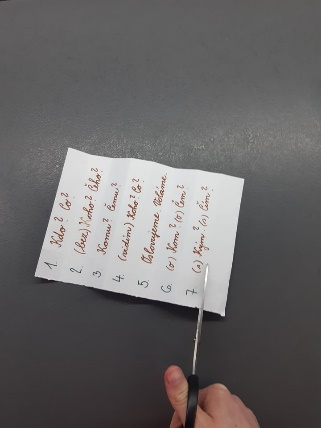 1. Kdo? Co?
2. (bez) Koho? Čeho?
3. Komu? Čemu?
4. (vidím) Koho? Co?
5. Oslovujeme. Voláme.
6. (o) Kom? (o) Čem?
7. (s) Kým? (s) Čím?